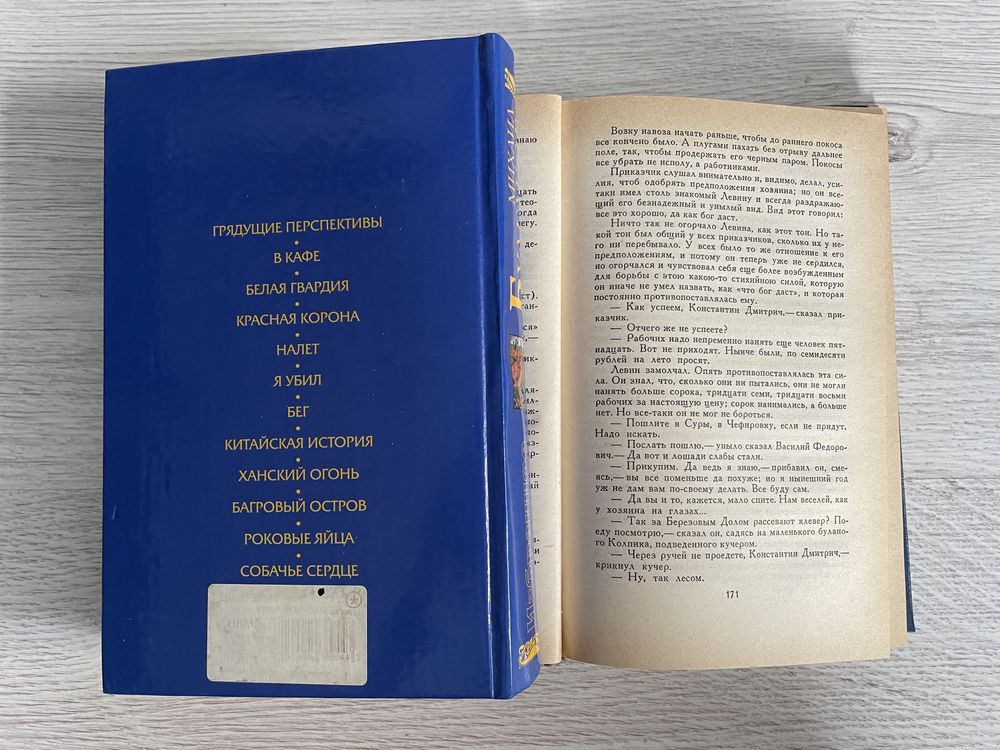 ГРЯДУЩИЕ ПЕРСПЕКТИВЫ
•
В КАФЕ
•
БЕЛАЯ ГВАРДИЯ
•
КРАСНАЯ КОРОНА
•
НАЛЕТ
•
Я УБИЛ
•
БЕГ
•
КИТАЙСКАЯ ИСТОРИЯ
•
ХАНСКИЙ ОГОНЬ
•
БАГРОВЫЙ ОСТРОВ
•
РОКОВЫЕ ЯЙЦА
•
СОБАЧЬЕ СЕРДЦЕ
МИХАИЛ
Возку навоза начать раньше, чтобы до раннего покоса
все кончено было. А плугами пахать без отрыву дальнее
поле, так, чтобы продержать его черным паром. Покосы
все убрать не исполу, а работниками.
Приказчик слушал внимательно и, видимо, делал, уси-
лия, чтоб одобрять предположения хозяина; но он все-
таки имел столь знакомый Левину и всегда раздражаю-
щий его безнадежный и унылый вид. Вид этот говорил:
все это хорошо, да как бог даст.
Ничто так не огорчало Левина, как этот тон. Но та-
кой тон был общий у всех приказчиков, сколько их у не-
го ни перебывало. У всех было то же отношение к его
предположениям, и потому он теперь уже не сердился,
но огорчался и чувствовал себя еще более возбужденным
для борьбы с этою какою-то стихийною силой, которую
он иначе не умел назвать, как «что бог даст», и которая
постоянно противопоставлялась ему.
— Как успеем, Константин Дмитрич,— сказал при-
казчик.
— Отчего же не успеете?
— Рабочих надо непременно нанять еще человек пят-
надцать. Вот не приходят. Нынче были, по семидесяти
рублей на лето просят.
Левин замолчал. Опять противопоставлялась эта си-
ла. Он знал, что, сколько они ни пытались, они не могли
нанять больше сорока, тридцати семи, тридцати восьми
рабочих за настоящую цену; сорок нанимались, а больше
нет. Но все-таки он не мог не бороться.
— Пошлите в Суры, в Чефировку, если не придут.
Надо искать.
— Послать пошлю,— уныло сказал Василий Федоро-
вич.— Да вот и лошади слабы стали.
— Прикупим. Да ведь я знаю,— прибавил он, сме-
ясь,— вы все поменьше да похуже; но я нынешний год
уж не дам вам по-своему делать. Все буду сам.
— Да вы и то, кажется, мало спите. Нам веселей, как
у хозяина на глазах...
— Так за Березовым Долом рассевают клевер? По-
еду посмотрю,— сказал он, садясь на маленького булано-
го Колпика, подведенного кучером.
— Через ручей не проедете, Константин Дмитрич,—
крикнул кучер.
— Ну, так лесом.
171